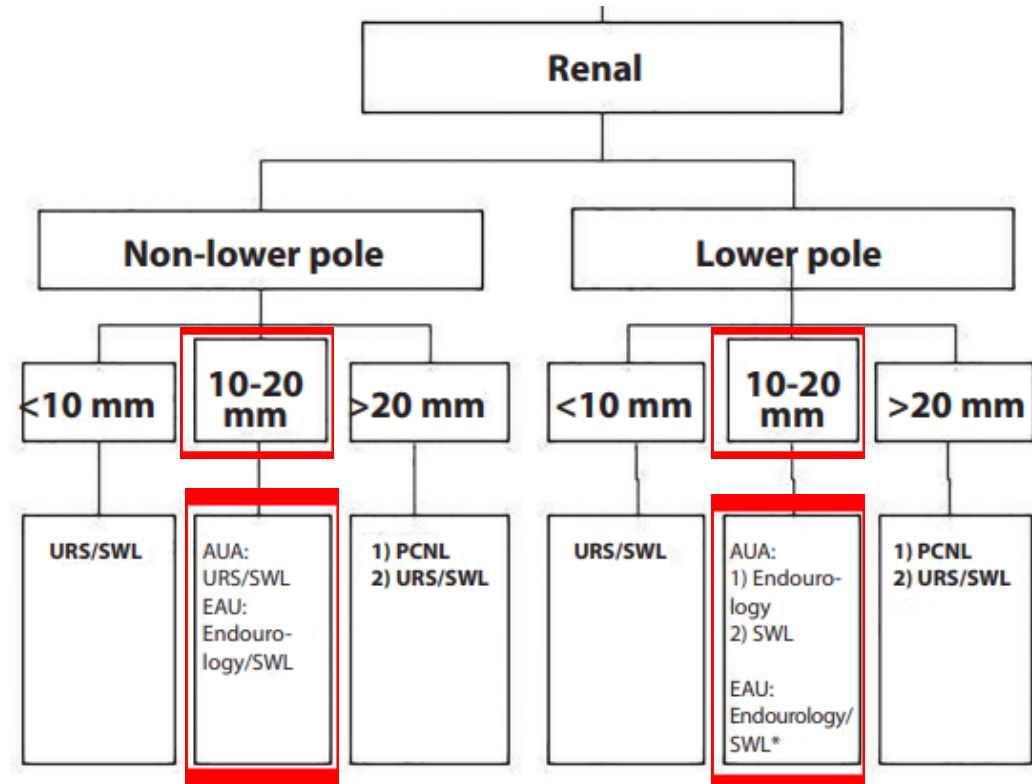 Renal
Non-lower pole
Lower pole
<10 mm
10-20
mm
>20 mm
<10 mm
10-20
mm
>20 mm
URS/SWL
AUA:
URS/SWL
EAU:
Endouro-
logy/SWL
1) PCNL
2) URS/SWL
URS/SWL
AUA:
1) Endouro-
logy
2) SWL
EAU:
Endourology/
SWL*
1) PCNL
2) URS/SWL